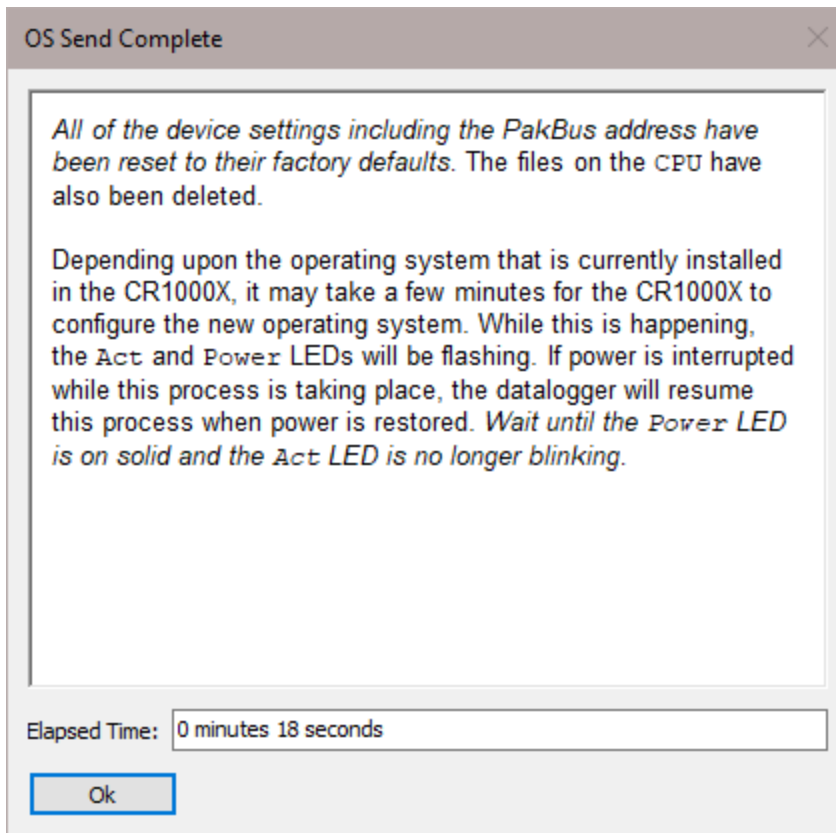 OS Send Complete
All of the device settings including the PakBus address have
been reset to their factory defaults. The files on the CPU have
also been deleted.
Depending upon the operating system that is currently installed
in the CR1000X, it may take a few minutes for the CR1000X to
configure the new operating system. While this is happening,
the Act and Power LEDs will be flashing. If power is interrupted
while this process is taking place, the datalogger will resume
this process when power is restored. Wait until the Power LED
is on solid and the Act LED is no longer blinking.
Elapsed Time: 0 minutes 18 seconds
Ok